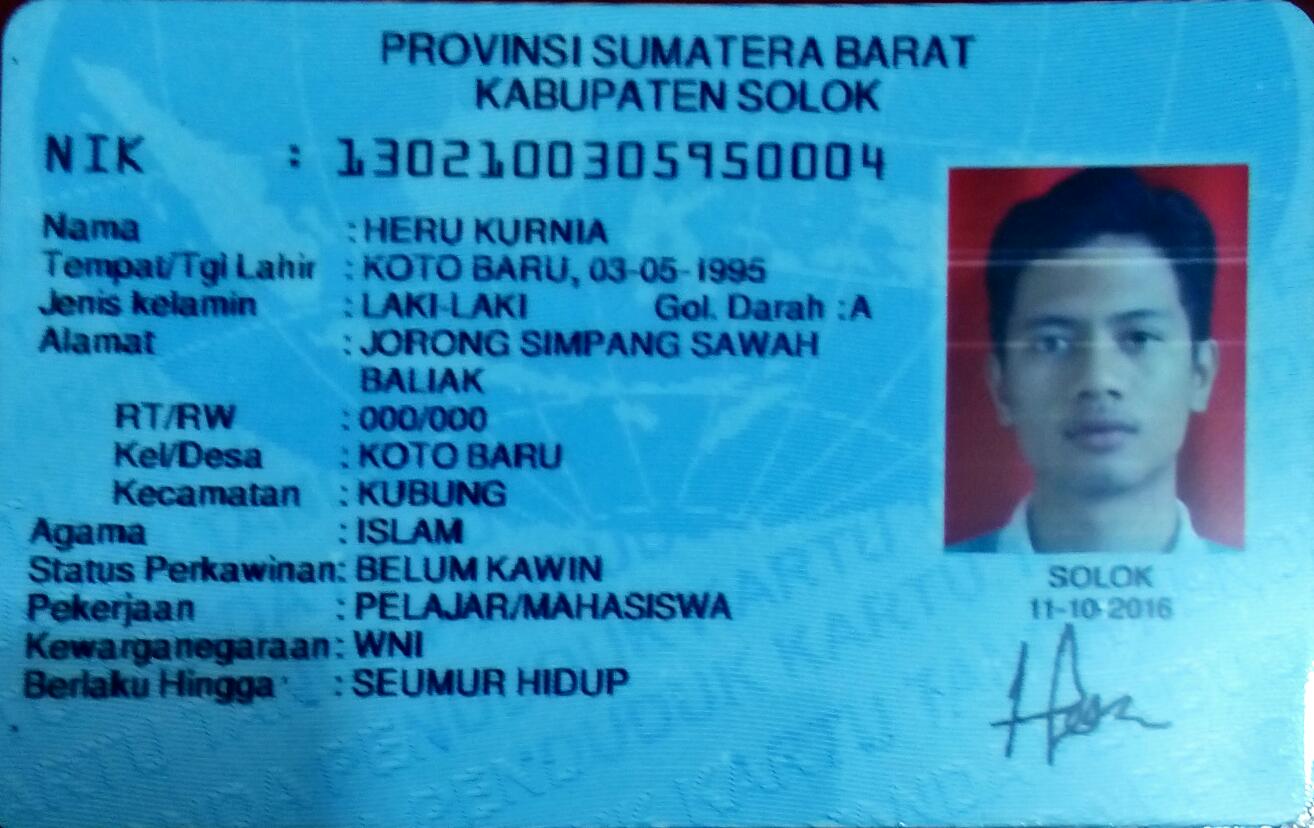 PROVINSI SUMATERA BARAT
KABUPATEN SOLOK
NIK : 1302100305950004
Nama : HERU KURNIA
Tempat/Tgl Lahir : KOTO BARU, 03-05-1995
Jenis kelamin : LAKI-LAKI Gol. Darah : A
Alamat : JORONG SIMPANG SAWAH
BALIAK
RT/RW : 000/000
Kel/Desa : KOTO BARU
Kecamatan : KUBUNG
Agama : ISLAM
Status Perkawinan: BELUM KAWIN
Pekerjaan : PELAJAR/MAHASISWA
Kewarganegaraan: WNI
Berlaku Hingga : SEUMUR HIDUP
SOLOK
11-10-2016